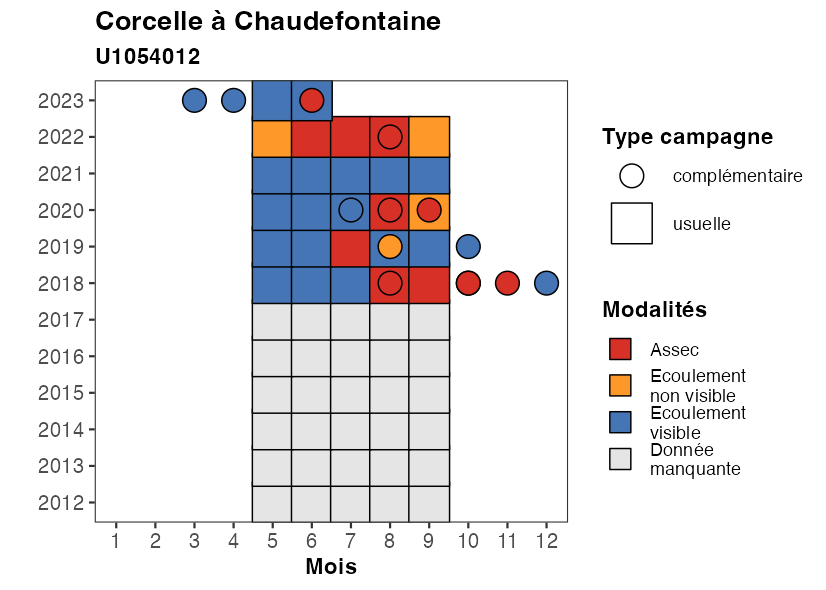 Corcelle à Chaudefontaine
U1054012
2023
2022
2021
2020
2019
2018
2017
2016
2015
2014
2013
2012
1 2 3 4 5 6 7 8 9 10 11 12
Mois
Type campagne
complémentaire
usuelle
Modalités
Assec
Ecoulement
non visible
Ecoulement
visible
Donnée
manquante